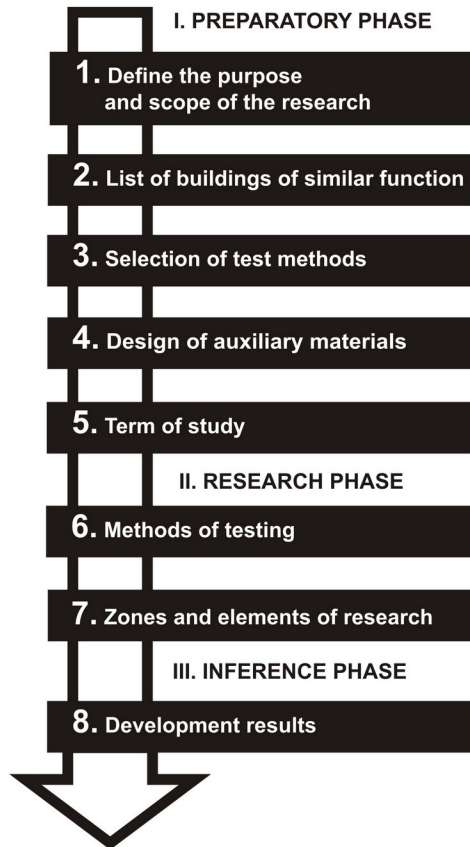 I. PREPARATORY PHASE
1. Define the purpose
and scope of the research
2. List of buildings of similar function
3. Selection of test methods
4. Design of auxiliary materials
5. Term of study
II. RESEARCH PHASE
6. Methods of testing
7. Zones and elements of research
III. INFERENCE PHASE
8. Development results